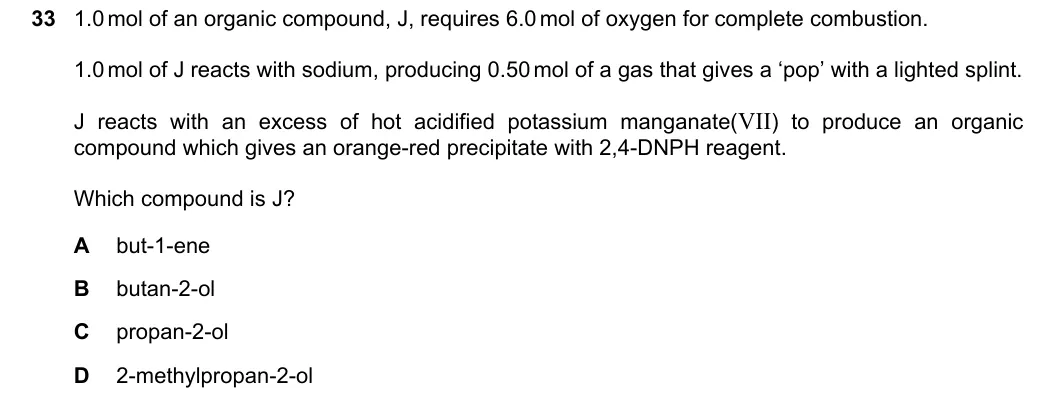 33 1.0 mol of an organic compound, J, requires 6.0 mol of oxygen for complete combustion.
1.0 mol of J reacts with sodium, producing 0.50 mol of a gas that gives a ‘pop’ with a lighted splint.
J reacts with an excess of hot acidified potassium manganate(VII) to produce an organic
compound which gives an orange-red precipitate with 2,4-DNPH reagent.
Which compound is J?
A but-1-ene
B butan-2-ol
C propan-2-ol
D 2-methylpropan-2-ol